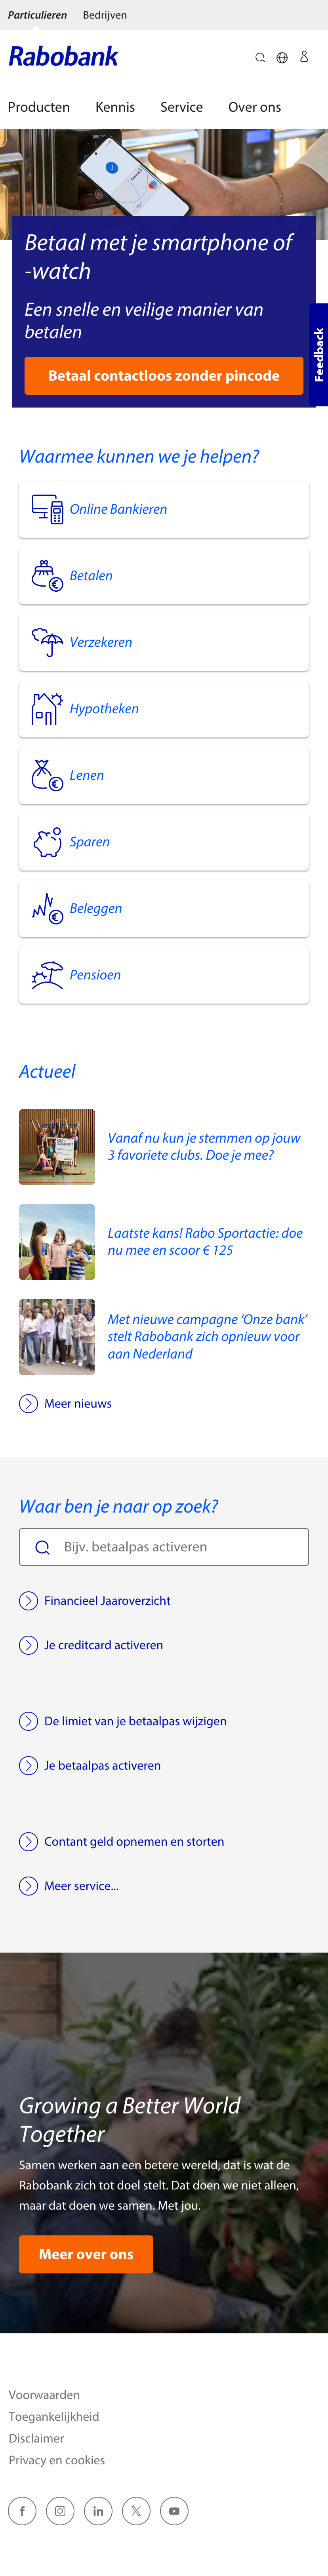 Particulieren Bedrijven
Rabobank
Producten Kennis Service Over ons
Betaal met je smartphone of
-watch
Een snelle en veilige manier van
betalen
Betaal contactloos zonder pincode
Feedback
Waarmee kunnen we je helpen?
Online Bankieren
Betalen
Verzekeren
Hypotheken
Lenen
Sparen
Beleggen
Pensioen
Actueel
Vanaf nu kun je stemmen op jouw
3 favoriete clubs. Doe je mee?
Laatste kans! Rabo Sportactie: doe
nu mee en scoor € 125
Met nieuwe campagne ‘Onze bank’
stelt Rabobank zich opnieuw voor
aan Nederland
Meer nieuws
Waar ben je naar op zoek?
Bijv. betaalpas activeren
Financieel Jaaroverzicht
Je creditcard activeren
De limiet van je betaalpas wijzigen
Je betaalpas activeren
Contant geld opnemen en storten
Meer service...
Growing a Better World
Together
Samen werken aan een betere wereld, dat is wat de
Rabobank zich tot doel stelt. Dat doen we niet alleen,
maar dat doen we samen. Met jou.
Meer over ons
Voorwaarden
Toegankelijkheid
Disclaimer
Privacy en cookies